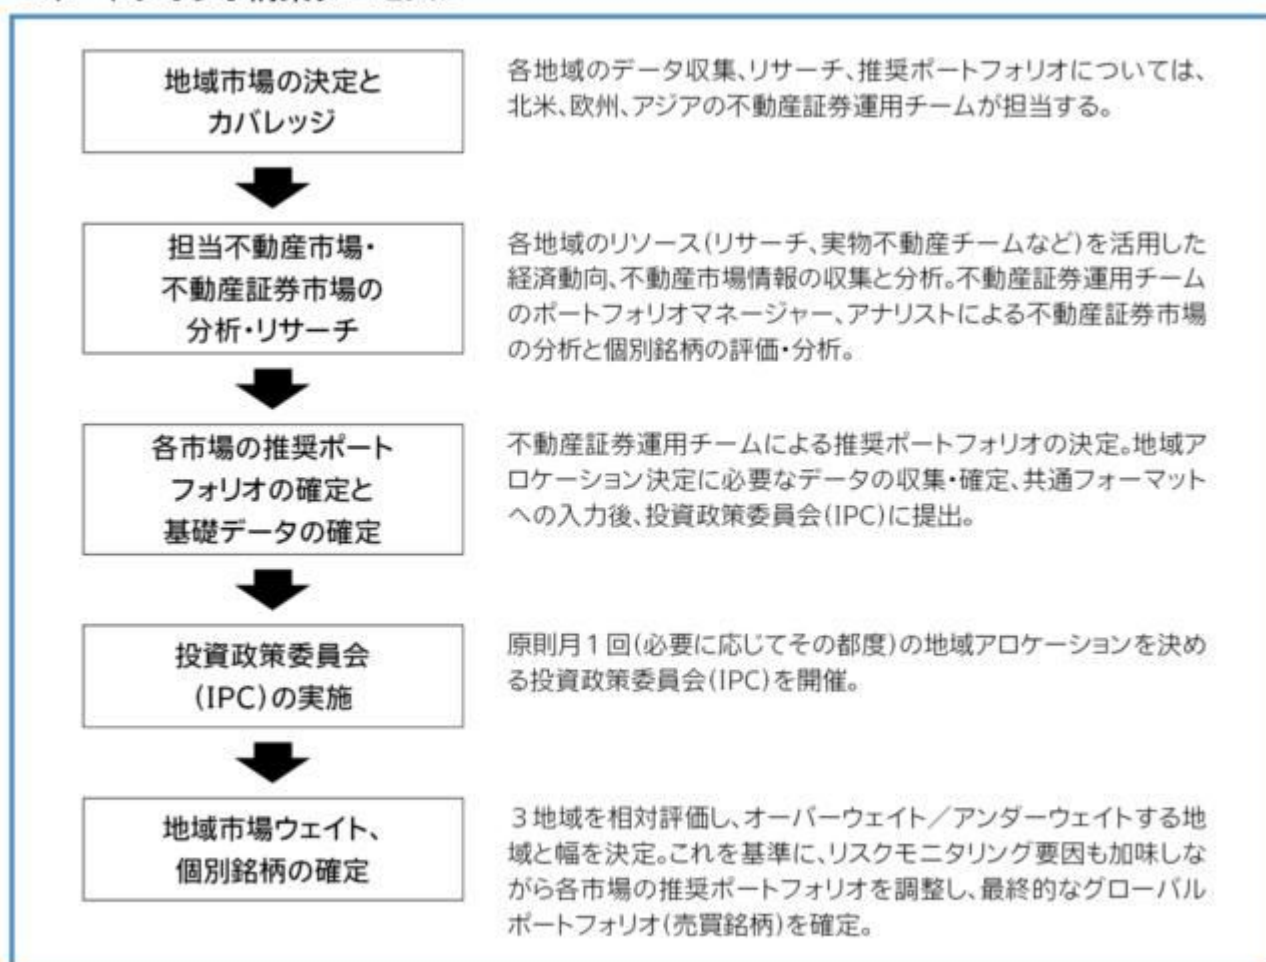 地域市場の決定と
カバレッジ
各地域のデータ収集、リサーチ、推奨ポートフォリオについては、
北米、欧州、アジアの不動産証券運用チームが担当する。
担当不動産市場・
不動産証券市場の
分析・リサーチ
各地域のリソース(リサーチ、実物不動産チームなど)を活用した
経済動向、不動産市場情報の収集と分析。不動産証券運用チーム
のポートフォリオマネージャー、アナリストによる不動産証券市場
の分析と個別銘柄の評価・分析。
各市場の推奨ポート
フォリオの確定と
基礎データの確定
不動産証券運用チームによる推奨ポートフォリオの決定。地域ア
ロケーション決定に必要なデータの収集・確定、共通フォーマット
への入力後、投資政策委員会(IPC)に提出。
投資政策委員会
(IPC)の実施
原則月1回(必要に応じてその都度)の地域アロケーションを決め
る投資政策委員会(IPC)を開催。
地域市場ウェイト、
個別銘柄の確定
3地域を相対評価し、オーバーウェイト／アンダーウェイトする地
域と幅を決定。これを基準に、リスクモニタリング要因も加味しな
がら各市場の推奨ポートフォリオを調整し、最終的なグローバル
ポートフォリオ(売買銘柄)を確定。